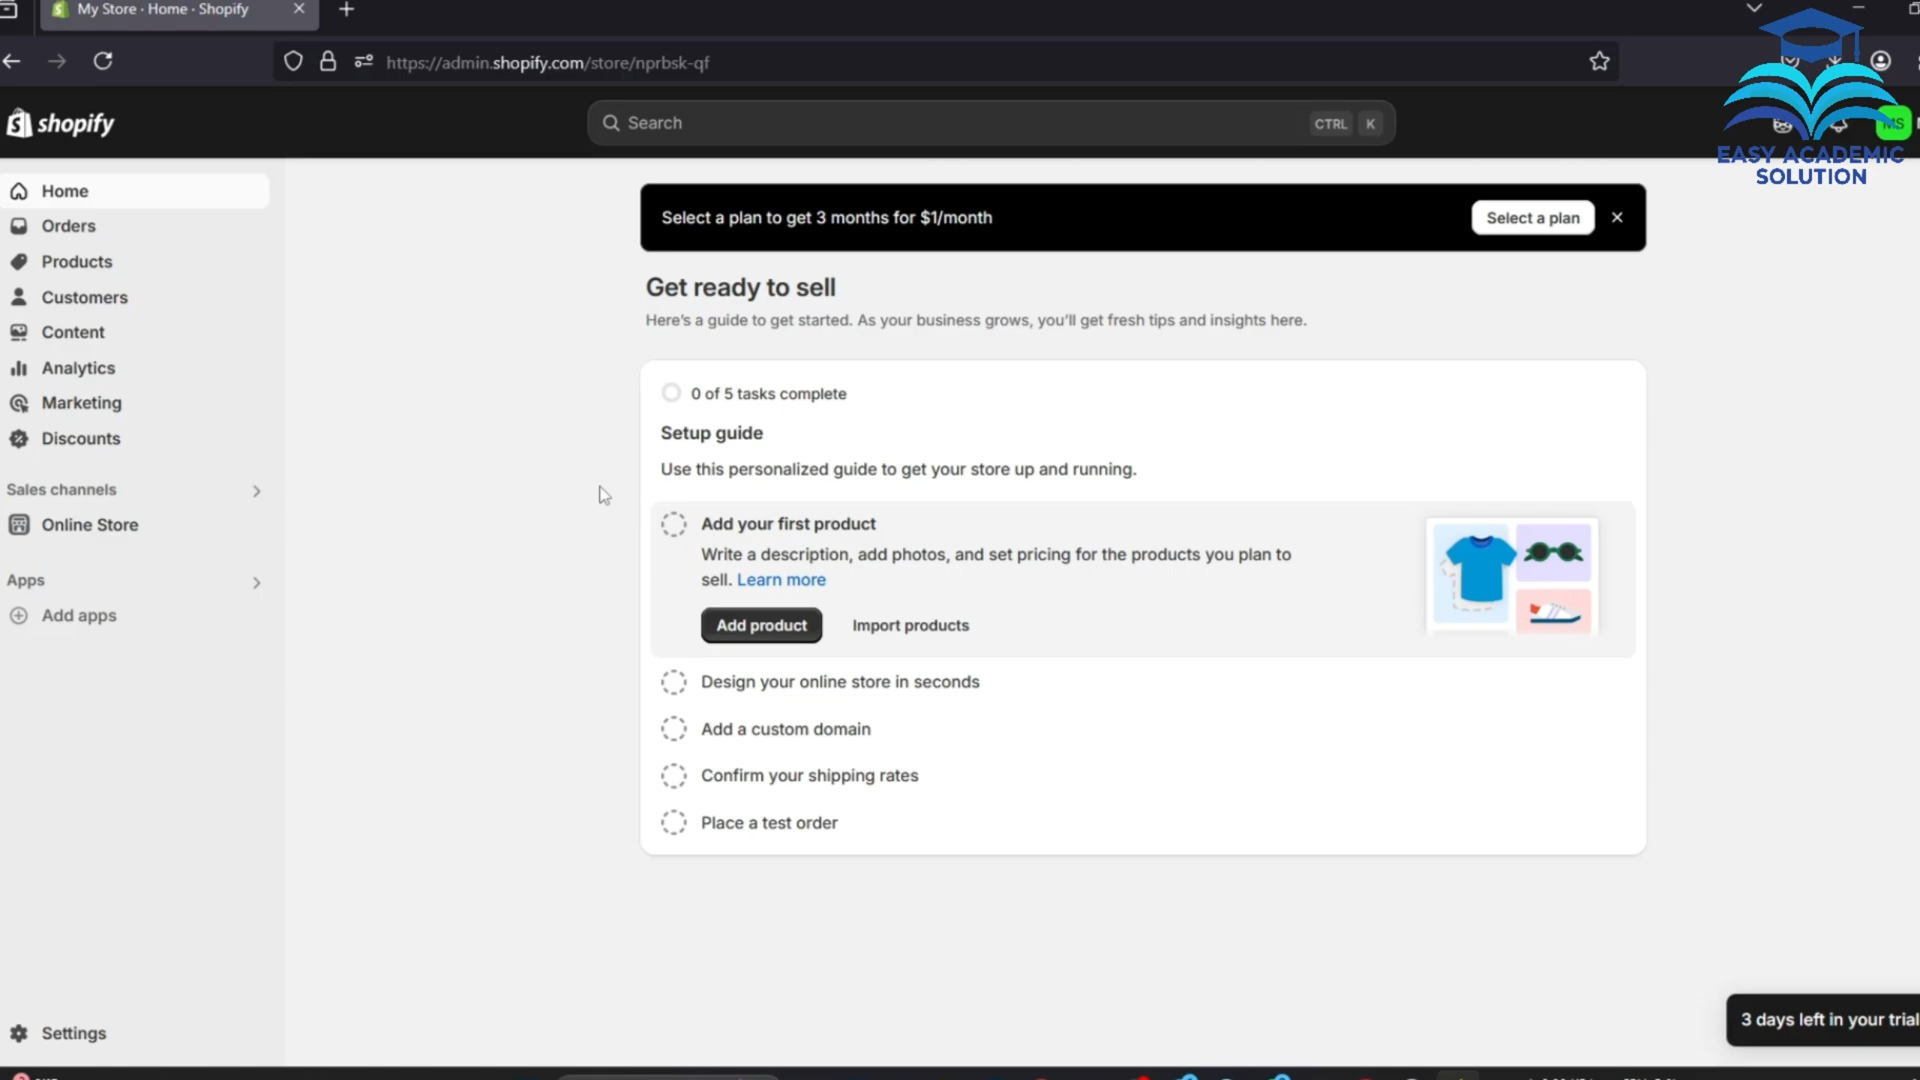 My Store · Home · Shopify
https://admin.shopify.com/store/nprbsk-qf
shopify
Search
CTRL K
MS
EASY ACADEMIC
SOLUTION
Home
Orders
Products
Customers
Content
Analytics
Marketing
Discounts
Sales channels
Online Store
Apps
Add apps
Settings
Select a plan to get 3 months for $1/month
Select a plan
Get ready to sell
Here's a guide to get started. As your business grows, you'll get fresh tips and insights here.
0 of 5 tasks complete
Setup guide
Use this personalized guide to get your store up and running.
Add your first product
Write a description, add photos, and set pricing for the products you plan to
sell. Learn more
Add product
Import products
Design your online store in seconds
Add a custom domain
Confirm your shipping rates
Place a test order
3 days left in your trial